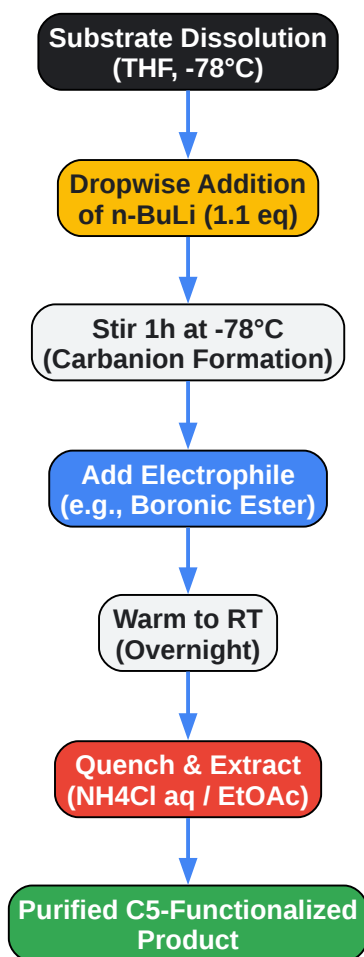 Substrate Dissolution
(THF, -78°C)
Dropwise Addition
of n-BuLi (1.1 eq)
Stir 1h at -78°C
(Carbanion Formation)
Add Electrophile
(e.g., Boronic Ester)
Warm to RT
(Overnight)
Quench & Extract
(NH4Cl aq / EtOAc)
Purified C5-Functionalized
Product